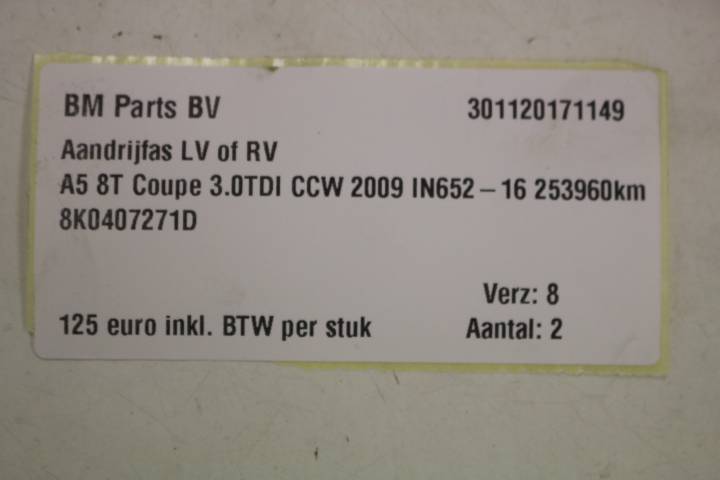 BM Parts BV 301120171149
Aandrijfas LV of RV
A5 8T Coupe 3.0TDI CCW 2009 IN652 – 16 253960km
8K0407271D
Verz: 8
125 euro inkl. BTW per stuk Aantal: 2